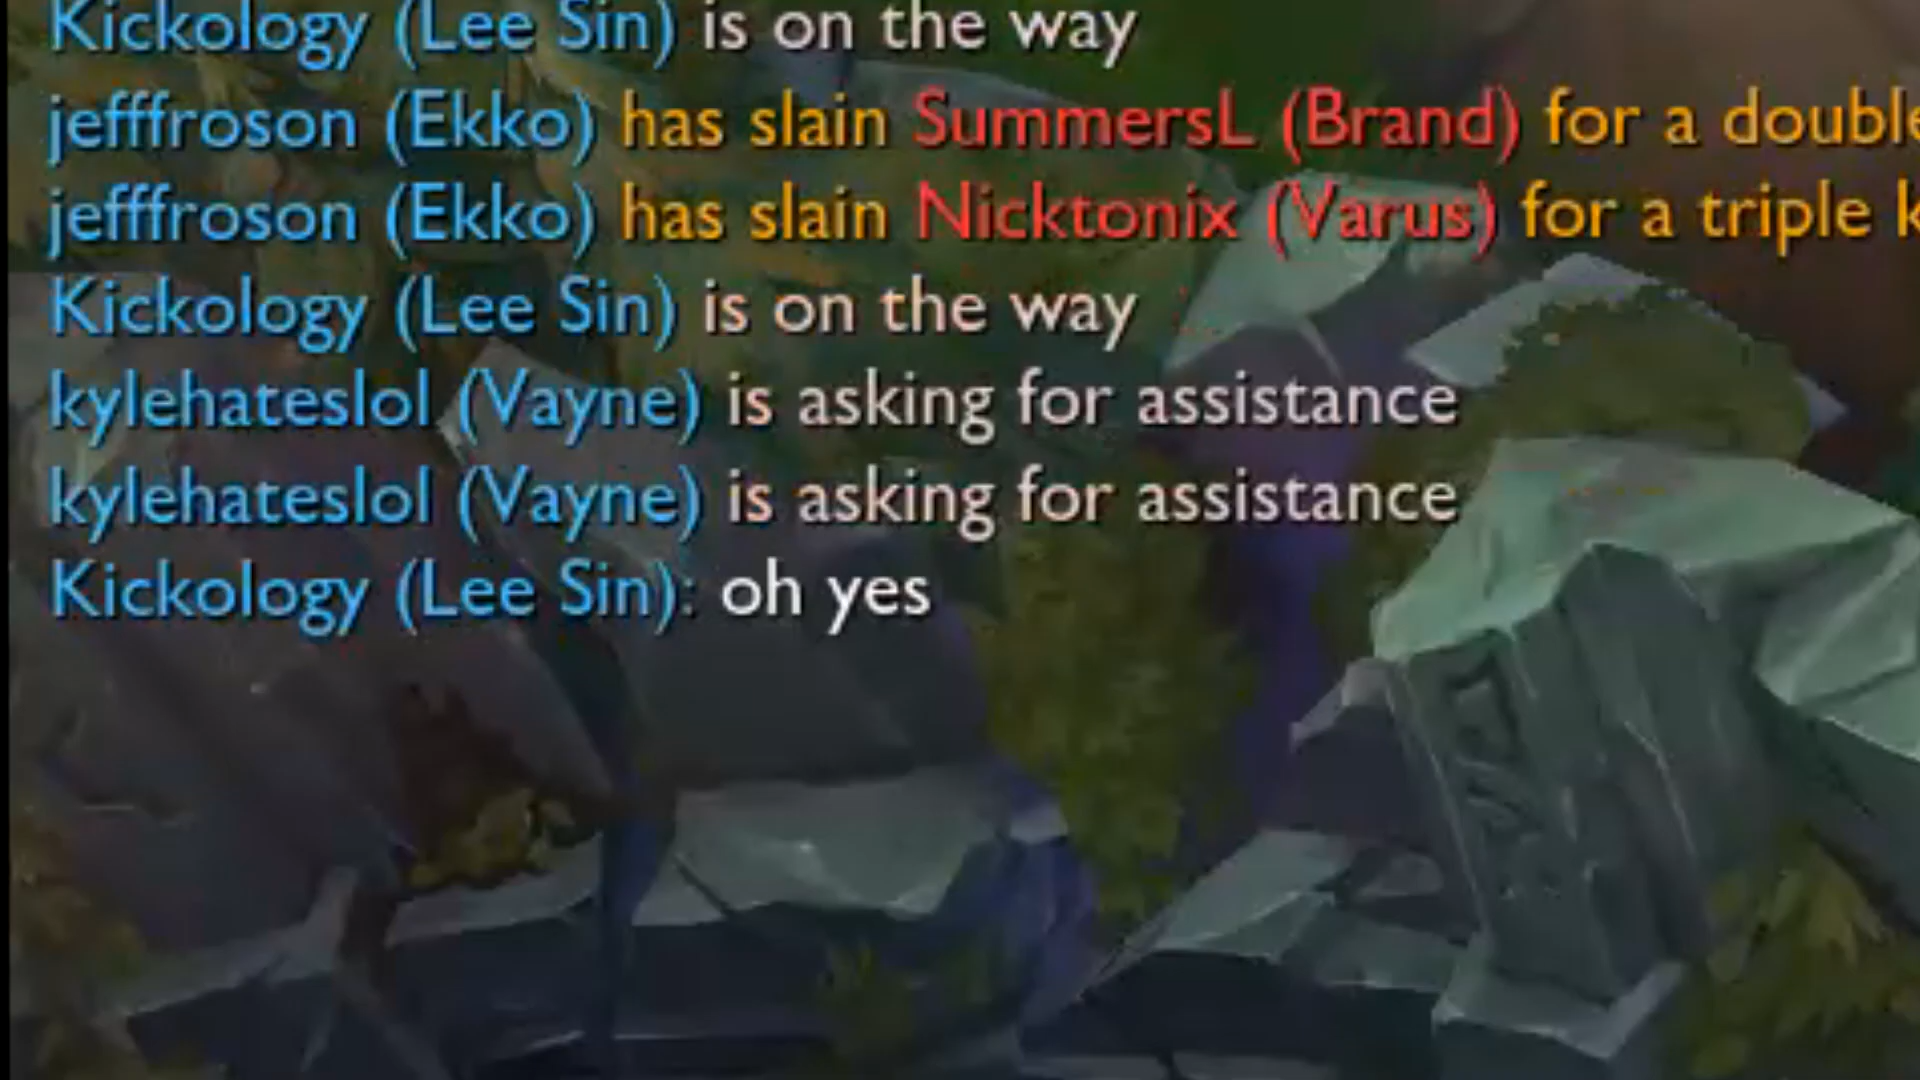 Kickology (Lee Sin) is on the way
jefffroson (Ekko) has slain SummersL (Brand) for a double
jefffroson (Ekko) has slain Nicktonix (Varus) for a triple k
Kickology (Lee Sin) is on the way
kylehateslol (Vayne) is asking for assistance
kylehateslol (Vayne) is asking for assistance
Kickology (Lee Sin): oh yes